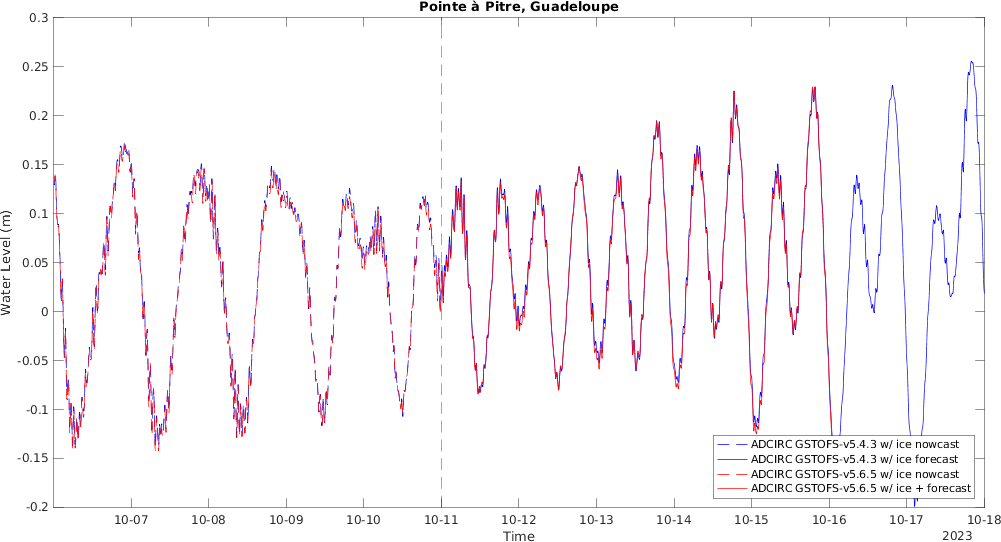 Pointe à Pitre, Guadeloupe
0.3
0.25
0.2
0.15
0.1
0.05
0
-0.05
-0.1
-0.15
-0.2
Water Level (m)
ADCIRC GSTOFS-v5.4.3 w/ ice nowcast
ADCIRC GSTOFS-v5.4.3 w/ ice forecast
ADCIRC GSTOFS-v5.6.5 w/ ice nowcast
ADCIRC GSTOFS-v5.6.5 w/ ice + forecast
10-07 10-08 10-09 10-10 10-11 10-12 10-13 10-14 10-15 10-16 10-17 10-18
Time
2023